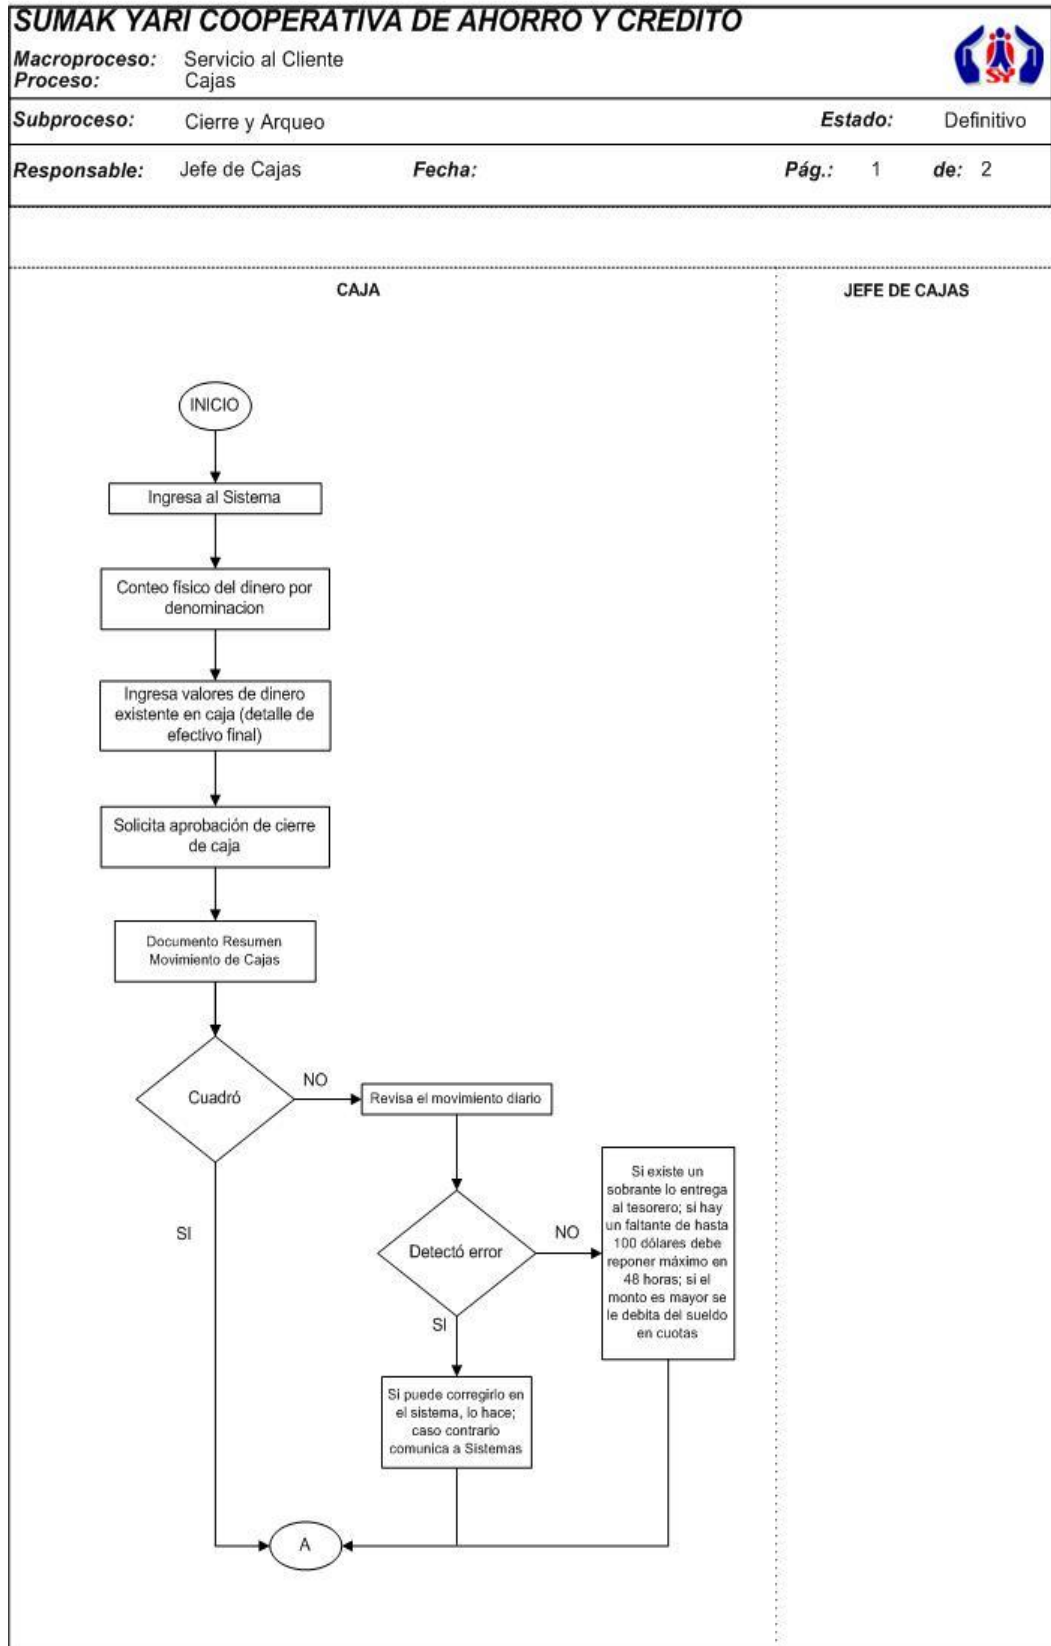 SUMAK YARI COOPERATIVA DE AHORRO Y CREDITO
Macroproceso: Servicio al Cliente
Proceso: Cajas
SY
Subproceso: Cierre y Arqueo Estado: Definitivo
Responsable: Jefe de Cajas Fecha: Pág.: 1 de: 2
CAJA JEFE DE CAJAS
INICIO
Ingresa al Sistema
Conteo físico del dinero por
denominacion
Ingresa valores de dinero
existente en caja (detalle de
efectivo final)
Solicita aprobación de cierre
de caja
Documento Resumen
Movimiento de Cajas
Cuadró
NO
Revisa el movimiento diario
SI
Detectó error
NO
Si existe un
sobrante lo entrega
al tesorero; si hay
un faltante de hasta
100 dólares debe
reponer máximo en
48 horas; si el
monto es mayor se
le debita del sueldo
en cuotas
SI
Si puede corregirlo en
el sistema, lo hace;
caso contrario
comunica a Sistemas
A